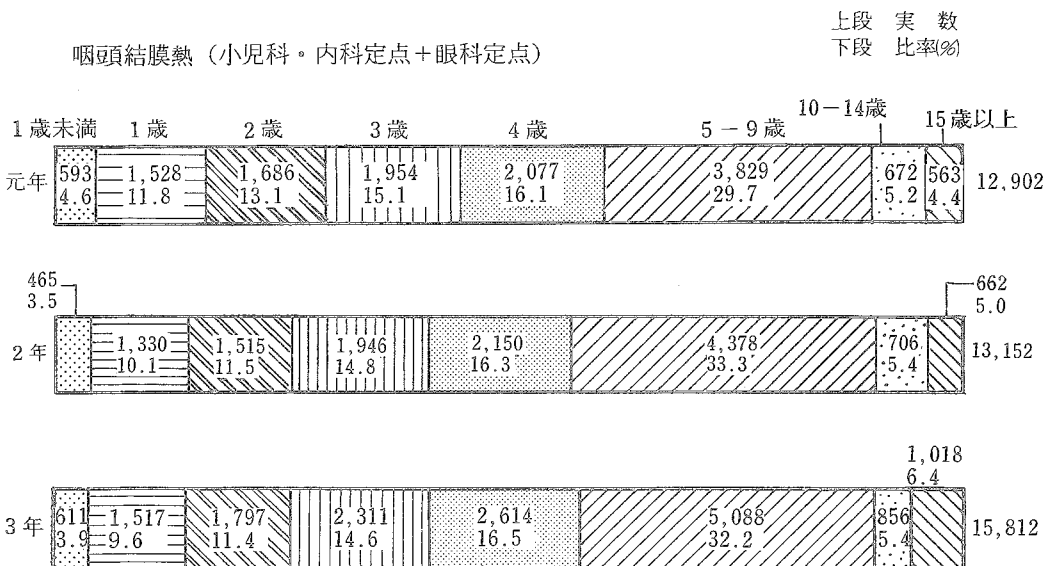 上段 実 数
下段 比率(%)
咽頭結膜熱(小児科・内科定点+眼科定点)
1歳未満 1歳 2歳 3歳 4歳 5-9歳 10-14歳 15歳以上
元年 593 1,528 1,686 1,954 2,077 3,829 672 563 12,902
4.6 11.8 13.1 15.1 16.1 29.7 5.2 4.4
465 662
3.5 5.0
2年 1,330 1,515 1,946 2,150 4,378 706 13,152
10.1 11.5 14.8 16.3 33.3 5.4
1,018
6.4
3年 611 1,517 1,797 2,311 2,614 5,088 856 15,812
3.9 9.6 11.4 14.6 16.5 32.2 5.4